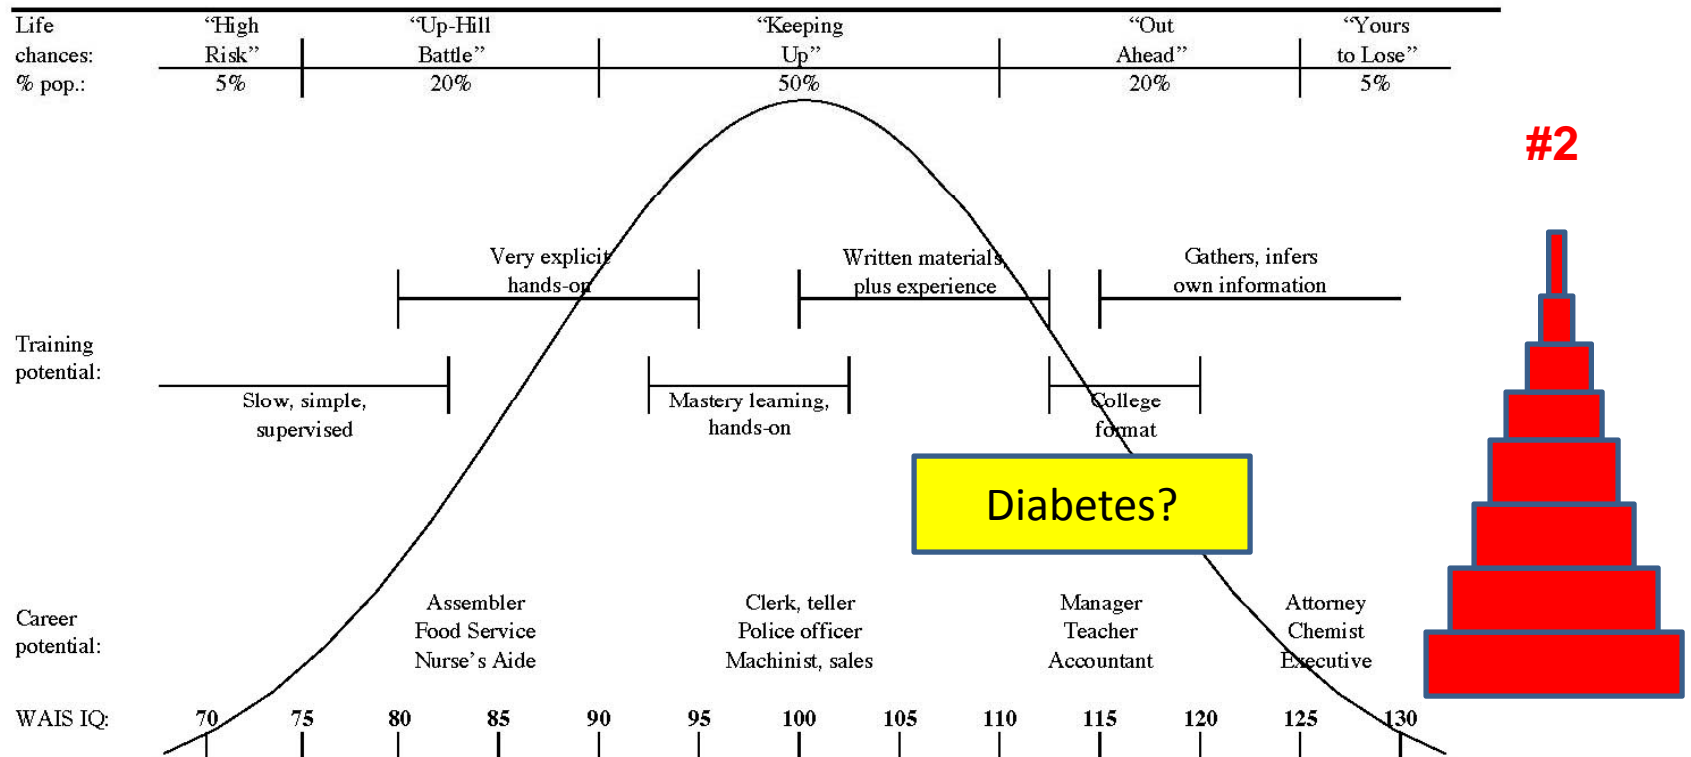 Life chances:
“High Risk”
“Up-Hill Battle”
“Keeping Up”
“Out Ahead”
“Yours to Lose”
% pop.: 5% 20% 50% 20% 5%
#2
Very explicit
hands-on
Written materials,
plus experience
Gathers, infers
own information
Training
potential:
Slow, simple,
supervised
Mastery learning,
hands-on
College
format
Diabetes?
Career
potential:
Assembler
Food Service
Nurse’s Aide
Clerk, teller
Police officer
Machinist, sales
Manager
Teacher
Accountant
Attorney
Chemist
Executive
WAIS IQ: 70 75 80 85 90 95 100 105 110 115 120 125 130